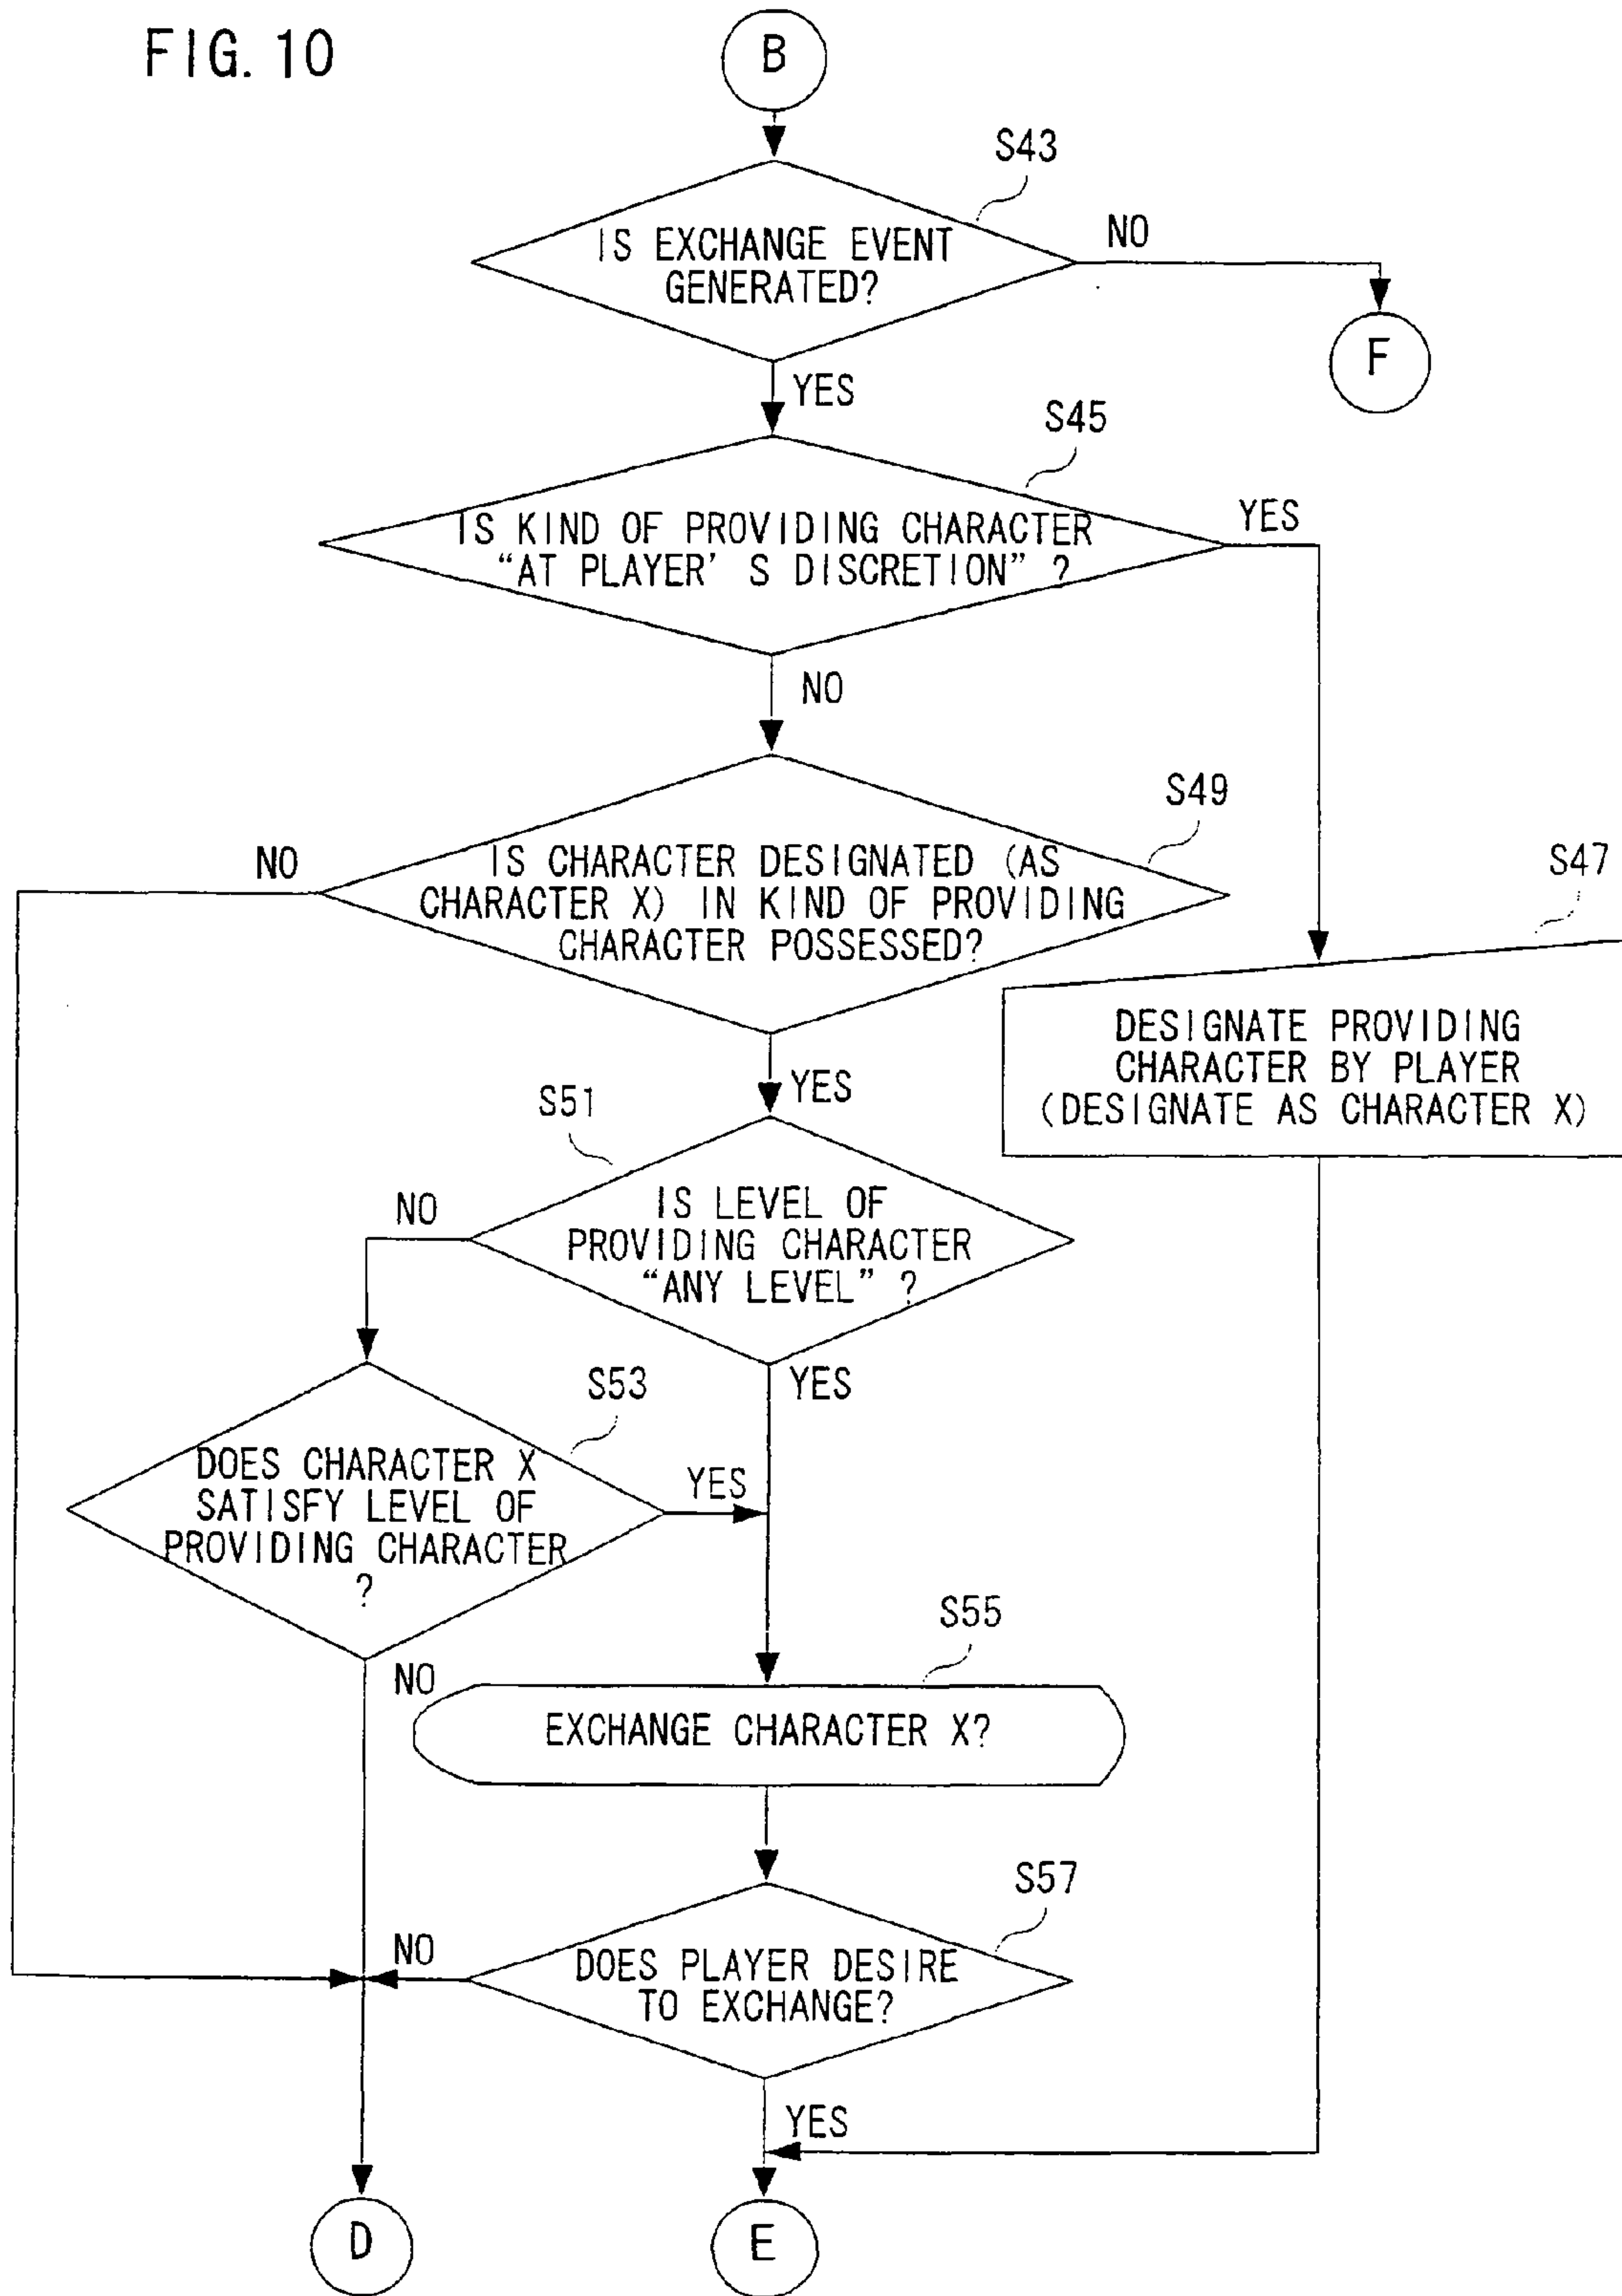 FIG. 10
B
S43
IS EXCHANGE EVENT
GENERATED?
NO
F
YES
S45
IS KIND OF PROVIDING CHARACTER
“AT PLAYER' S DISCRETION” ?
YES
NO
S49
NO
IS CHARACTER DESIGNATED (AS
CHARACTER X) IN KIND OF PROVIDING
CHARACTER POSSESSED?
S47
DESIGNATE PROVIDING
CHARACTER BY PLAYER
(DESIGNATE AS CHARACTER X)
YES
S51
NO
IS LEVEL OF
PROVIDING CHARACTER
“ANY LEVEL” ?
YES
S53
DOES CHARACTER X
SATISFY LEVEL OF
PROVIDING CHARACTER
?
YES
NO
S55
EXCHANGE CHARACTER X?
S57
NO
DOES PLAYER DESIRE
TO EXCHANGE?
YES
D
E